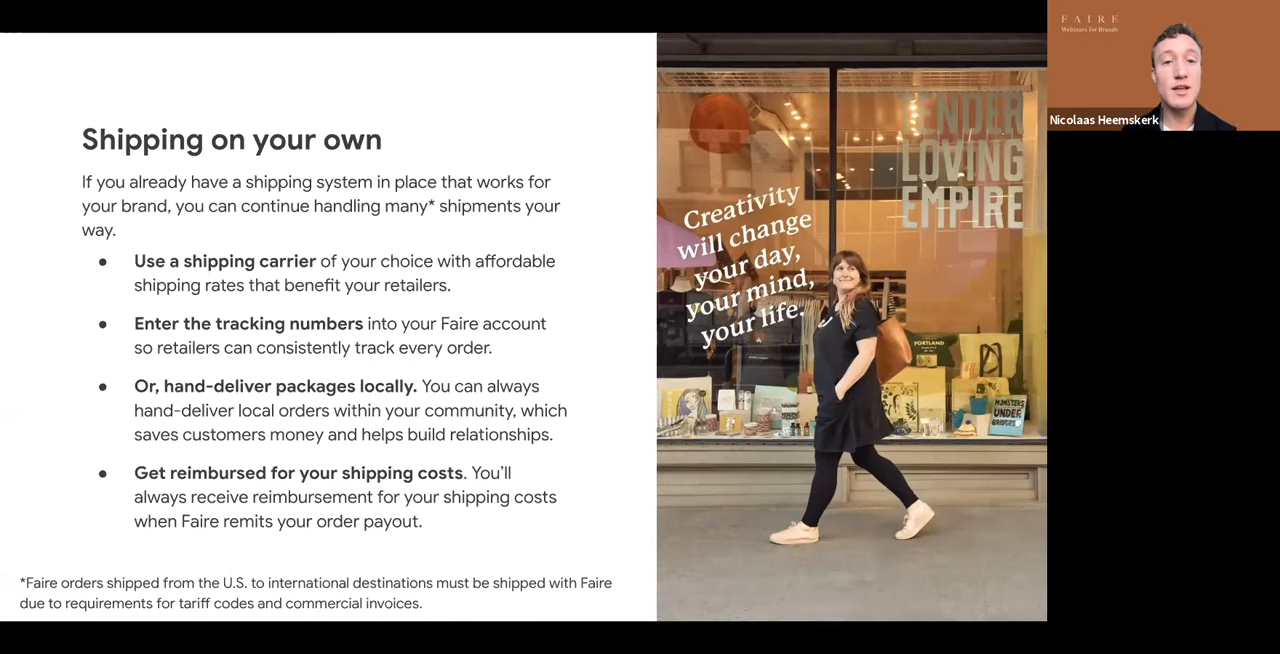 Shipping on your own
If you already have a shipping system in place that works for
your brand, you can continue handling many* shipments your
way.
● Use a shipping carrier of your choice with affordable
shipping rates that benefit your retailers.
● Enter the tracking numbers into your Faire account
so retailers can consistently track every order.
● Or, hand-deliver packages locally. You can always
hand-deliver local orders within your community, which
saves customers money and helps build relationships.
● Get reimbursed for your shipping costs. You'll
always receive reimbursement for your shipping costs
when Faire remits your order payout.
*Faire orders shipped from the U.S. to international destinations must be shipped with Faire
due to requirements for tariff codes and commercial invoices.
Creativity
will change
your day,
your mind,
your life.
TENDER
LOVING
EMPIRE
PORTLAND
MONSTERS
UNDER
BRIDGES
FAIRE
Webinars for Brands
Nicolaas Heemskerk